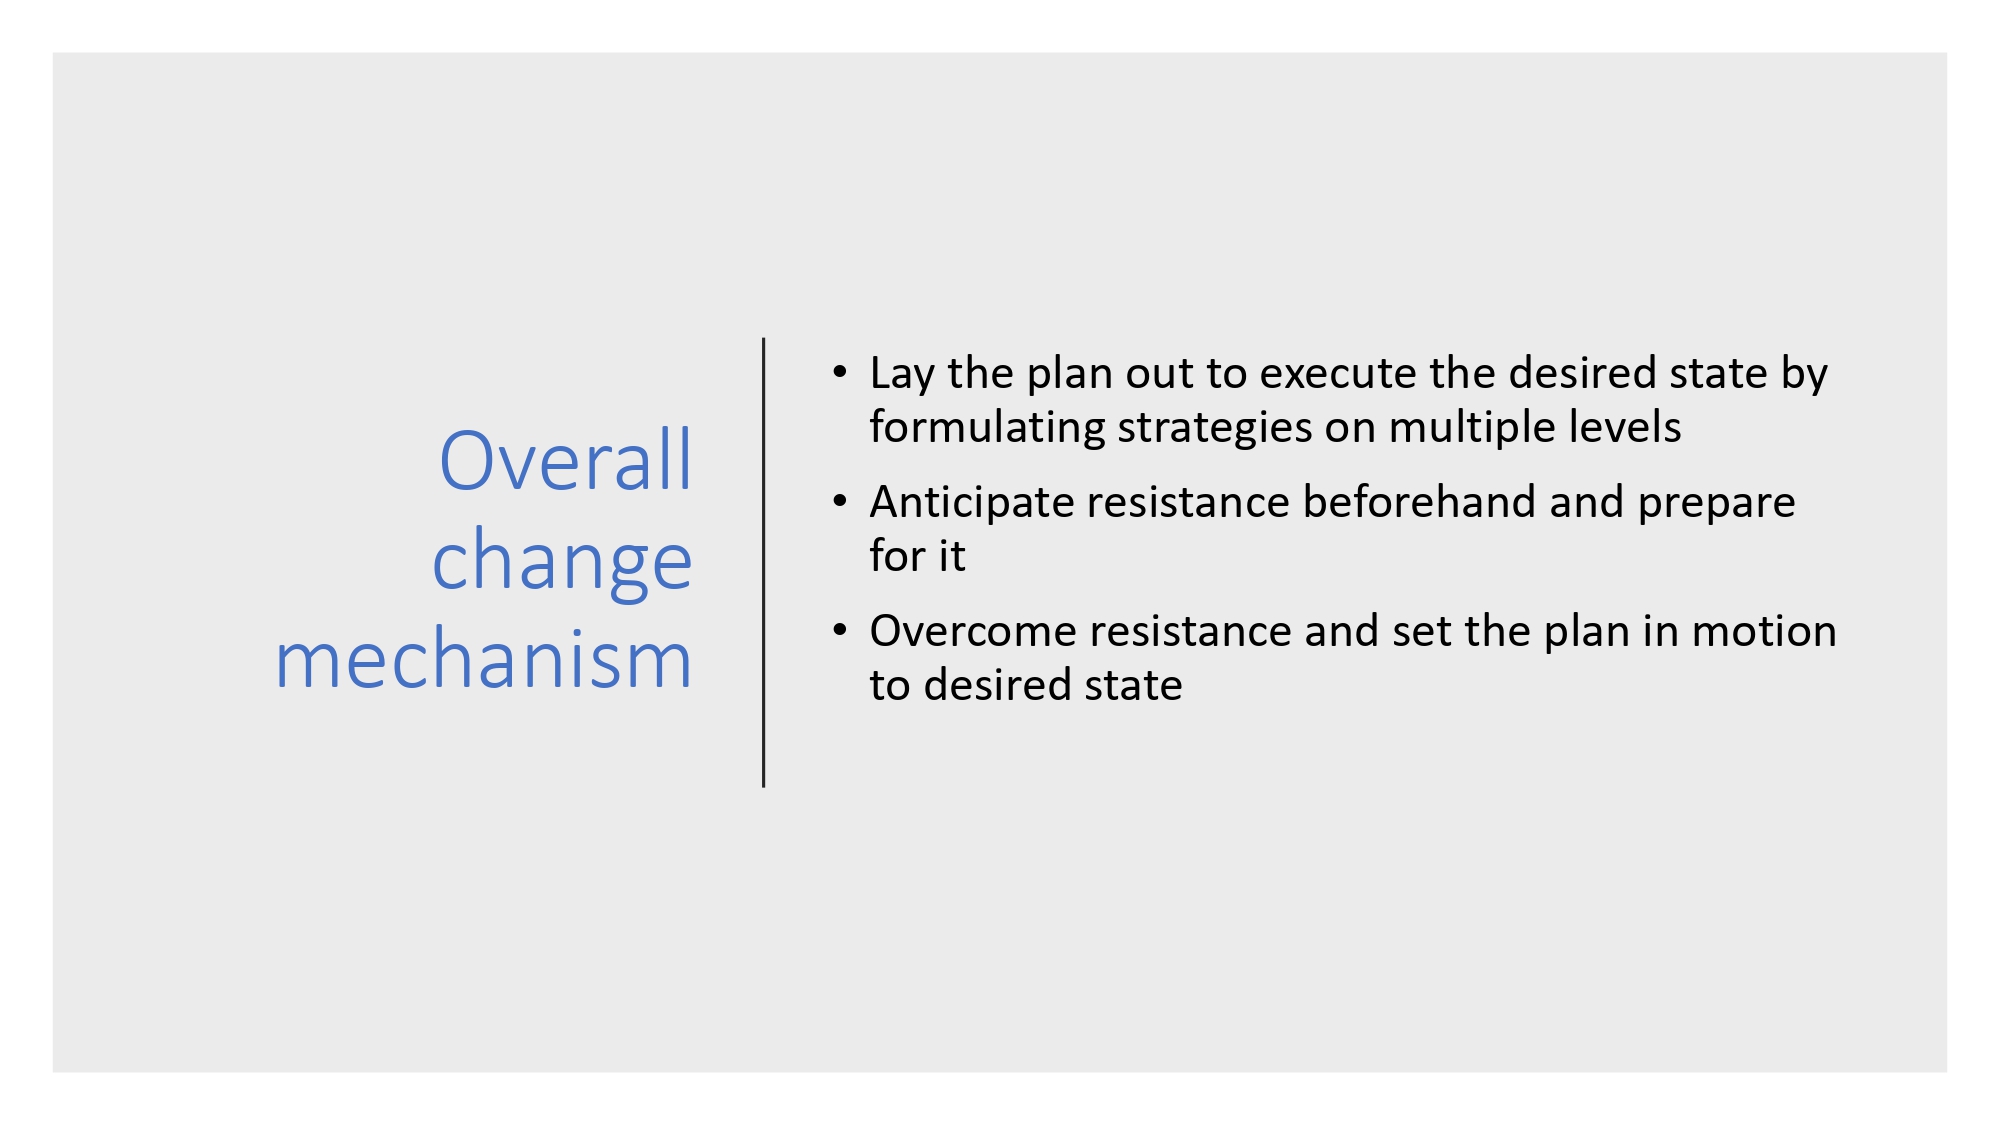 Overall
change
mechanism
• Lay the plan out to execute the desired state by
formulating strategies on multiple levels
• Anticipate resistance beforehand and prepare
for it
• Overcome resistance and set the plan in motion
to desired state